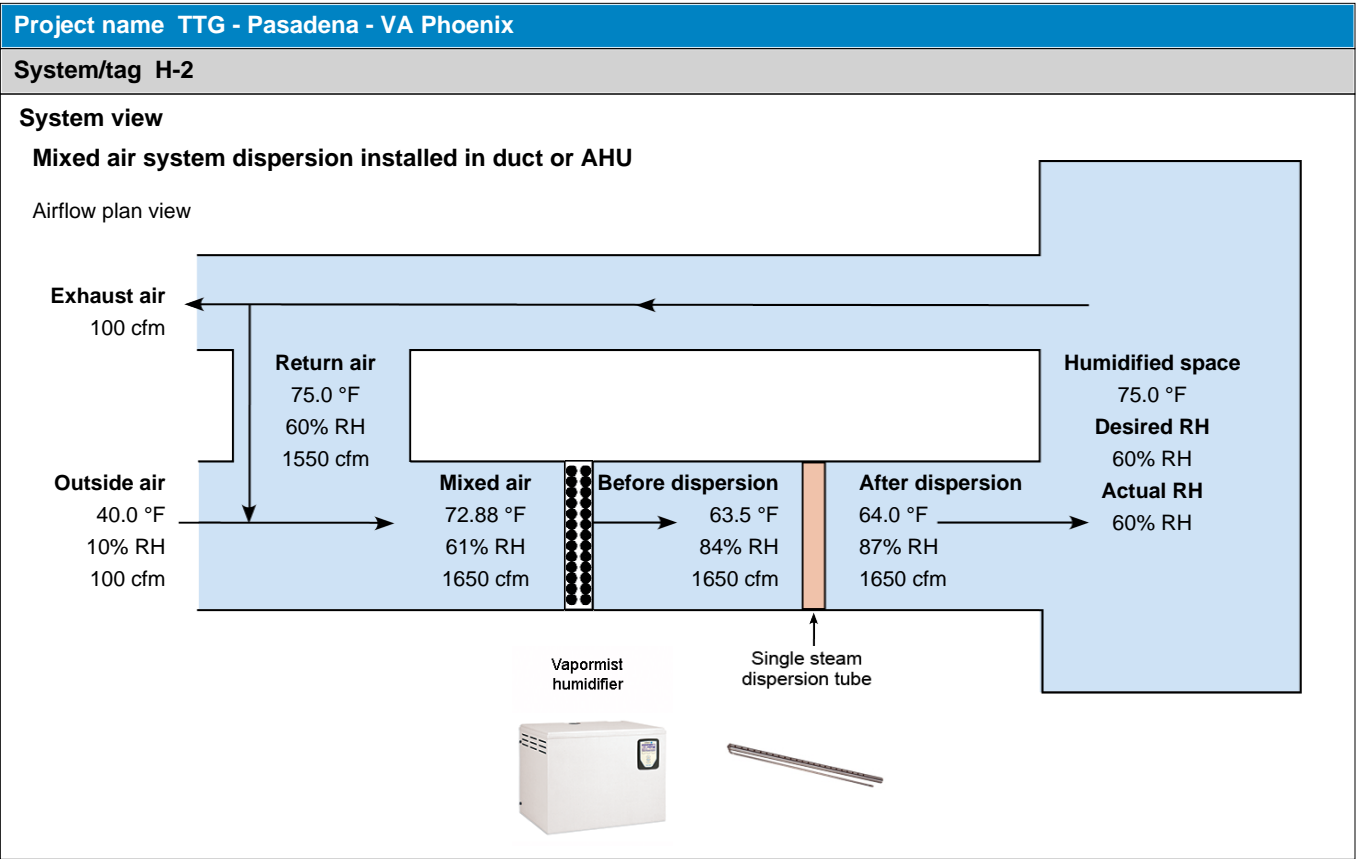 Project name TTG - Pasadena - VA Phoenix
System/tag H-2
System view
Mixed air system dispersion installed in duct or AHU
Airflow plan view
Exhaust air
100 cfm
Return air
75.0 °F
60% RH
1550 cfm
Humidified space
75.0 °F
Desired RH
60% RH
Actual RH
60% RH
Outside air
40.0 °F
10% RH
100 cfm
Mixed air
72.88 °F
61% RH
1650 cfm
Before dispersion
63.5 °F
84% RH
1650 cfm
After dispersion
64.0 °F
87% RH
1650 cfm
Vapormist
humidifier
Single steam
dispersion tube